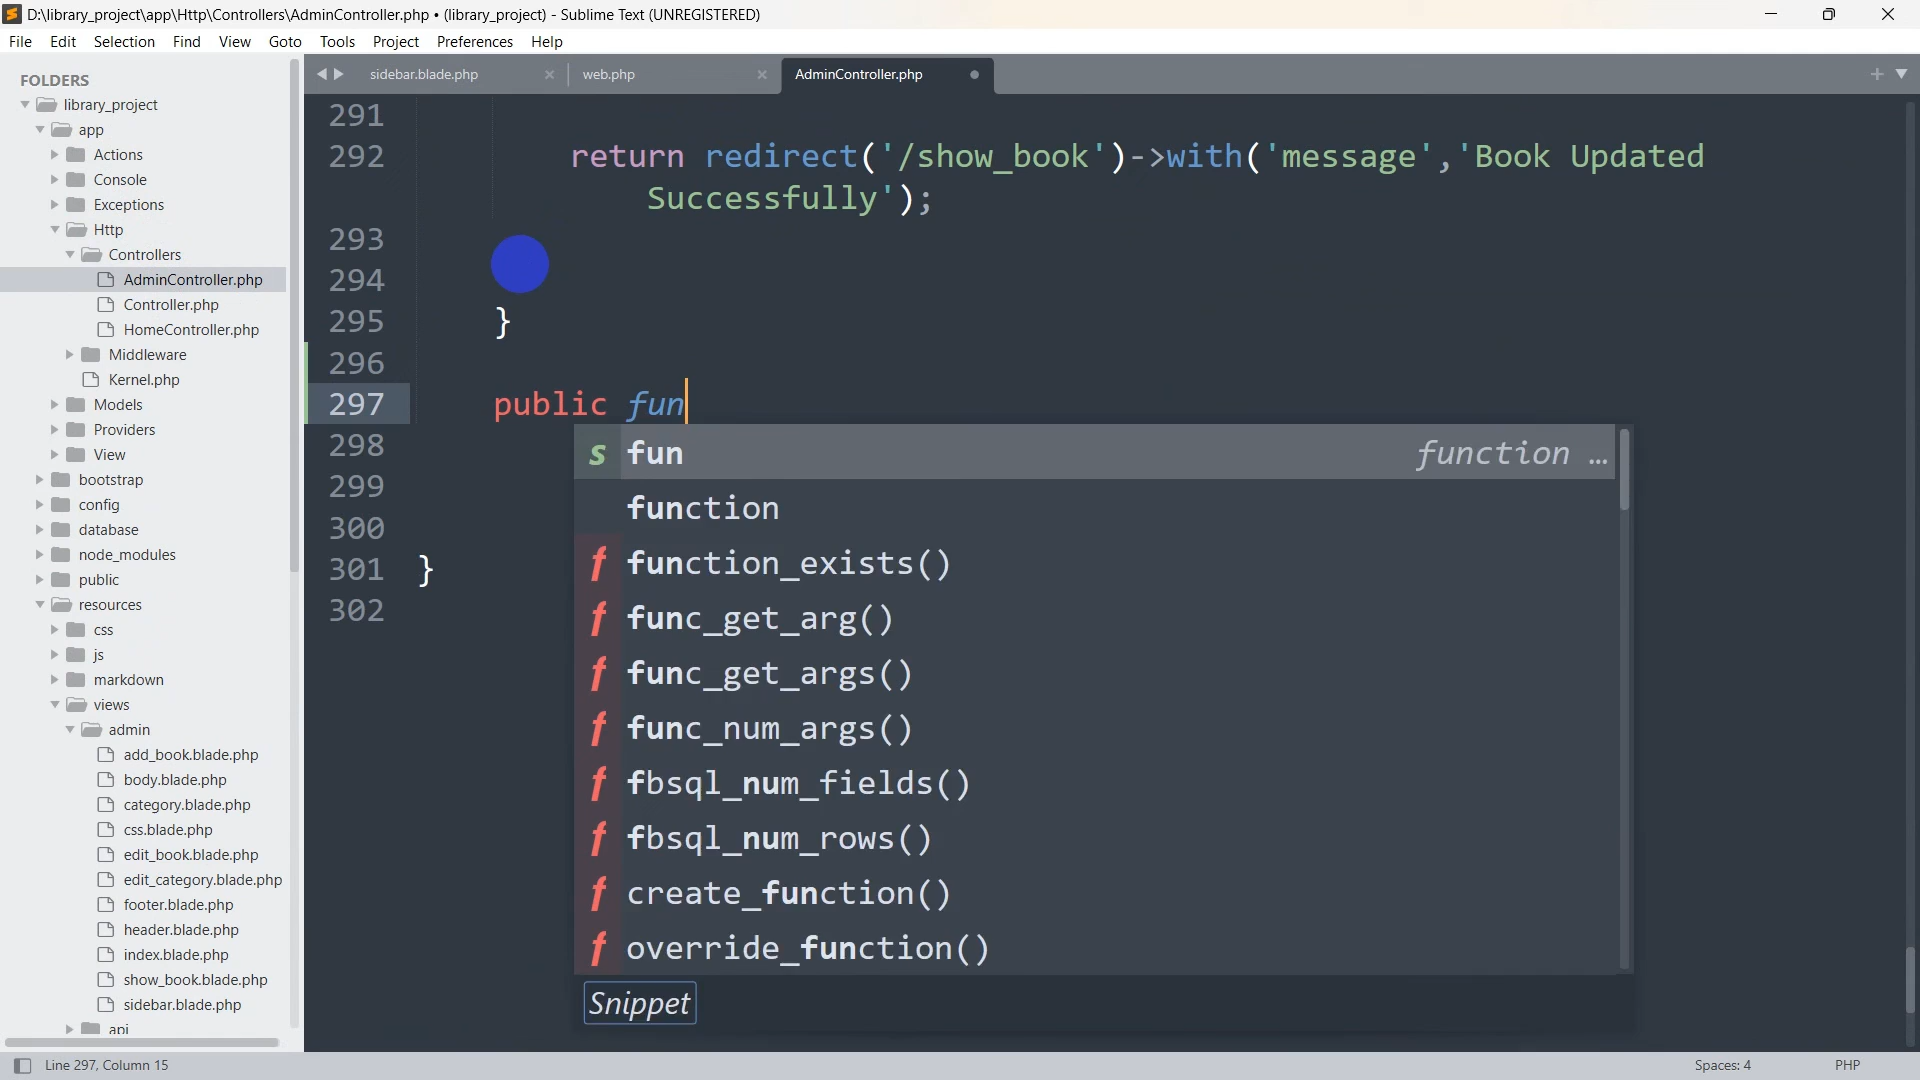 D:\library_project\app\Http\Controllers\AdminController.php • (library_project) - Sublime Text (UNREGISTERED)
File Edit Selection Find View Goto Tools Project Preferences Help
FOLDERS
library_project
app
Actions
Console
Exceptions
Http
Controllers
AdminController.php
Controller.php
HomeController.php
Middleware
Kernel.php
Models
Providers
View
bootstrap
config
database
node_modules
public
resources
css
js
markdown
views
admin
add_book.blade.php
body.blade.php
category.blade.php
css.blade.php
edit_book.blade.php
edit_category.blade.php
footer.blade.php
header.blade.php
index.blade.php
show_book.blade.php
sidebar.blade.php
api
sidebar.blade.php web.php AdminController.php
291
292 return redirect('/show_book')->with('message','Book Updated
Successfully');
293
294
295 }
296
297 public fun
298
299
300
301 }
302
s fun function …
function
f function_exists()
f func_get_arg()
f func_get_args()
f func_num_args()
f fbsql_num_fields()
f fbsql_num_rows()
f create_function()
f override_function()
Snippet
Line 297, Column 15 Spaces: 4 PHP